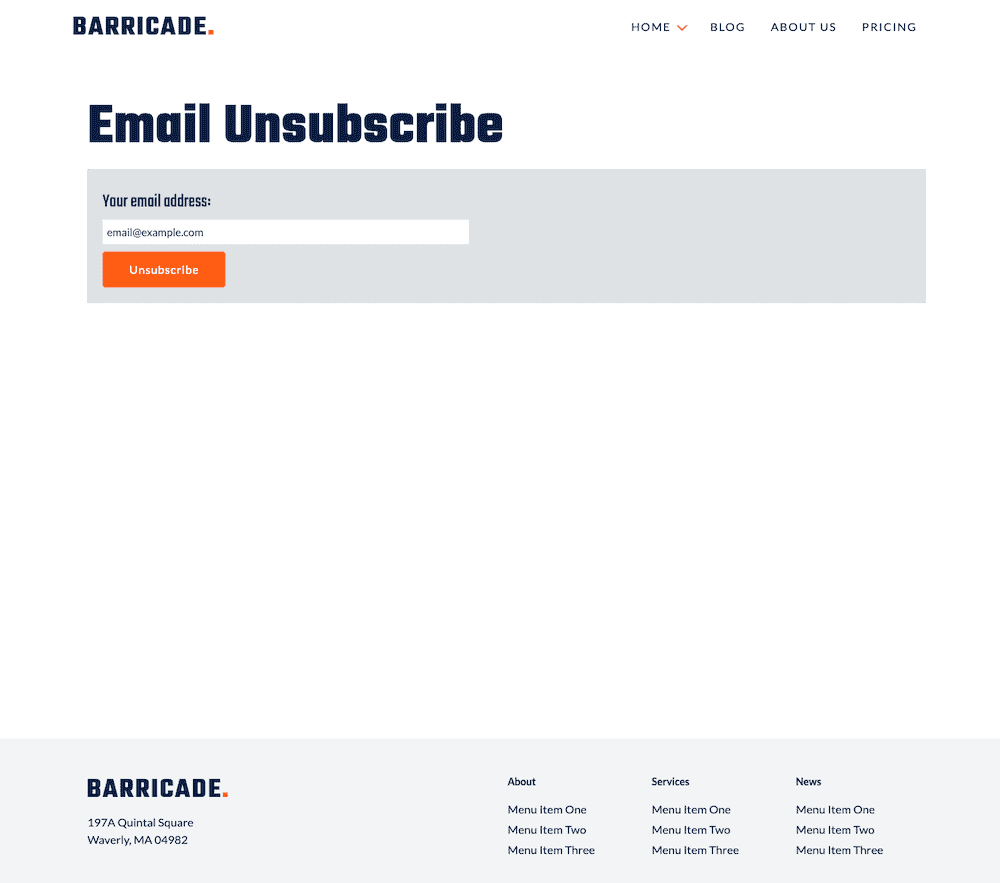 BARRICADE.
HOME BLOG ABOUT US PRICING
Email Unsubscribe
Your email address:
email@example.com
Unsubscribe
BARRICADE.
197A Quintal Square
Waverly, MA 04982
About
Menu Item One
Menu Item Two
Menu Item Three
Services
Menu Item One
Menu Item Two
Menu Item Three
News
Menu Item One
Menu Item Two
Menu Item Three